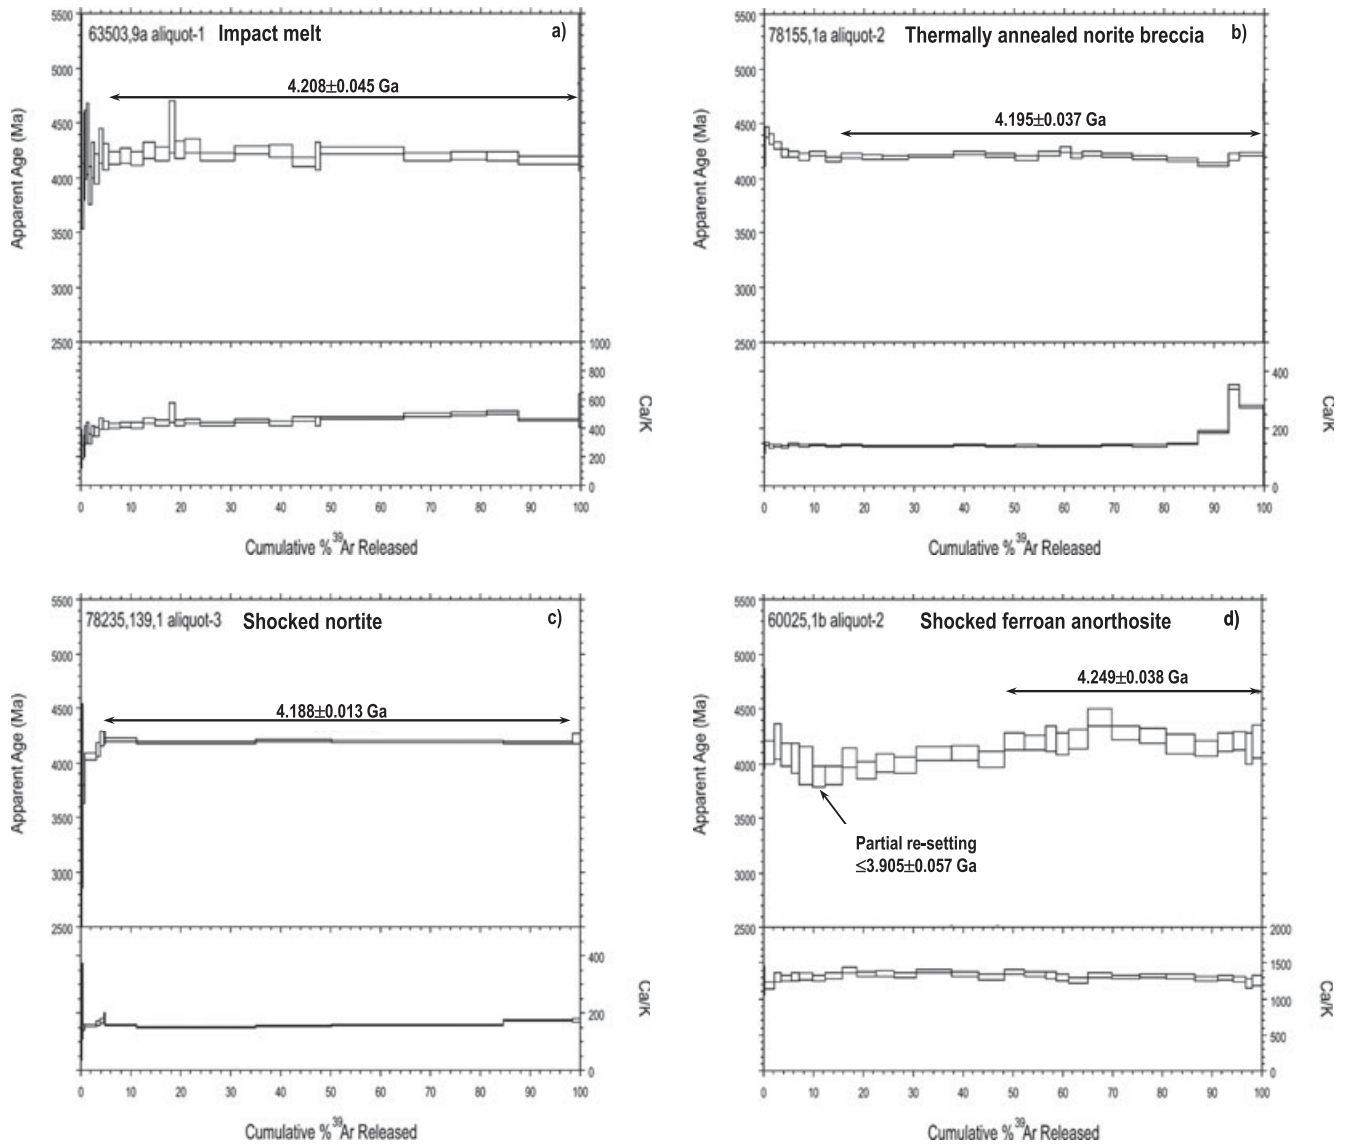 63503,9a aliquot-1 Impact melt a)
4.208±0.045 Ga
Apparent Age (Ma)
5500
5000
4500
4000
3500
3000
2500
1000
800
600
400
200
0
Ca/K
0 10 20 30 40 50 60 70 80 90 100
Cumulative %39Ar Released
78155,1a aliquot-2 Thermally annealed norite breccia b)
4.195±0.037 Ga
Apparent Age (Ma)
5500
5000
4500
4000
3500
3000
2500
400
200
0
Ca/K
0 10 20 30 40 50 60 70 80 90 100
Cumulative %39Ar Released
78235,139,1 aliquot-3 Shocked nortite c)
4.188±0.013 Ga
Apparent Age (Ma)
5500
5000
4500
4000
3500
3000
2500
400
200
0
Ca/K
0 10 20 30 40 50 60 70 80 90 100
Cumulative %39Ar Released
60025,1b aliquot-2 Shocked ferroan anorthosite d)
4.249±0.038 Ga
Partial re-setting
≤3.905±0.057 Ga
Apparent Age (Ma)
5500
5000
4500
4000
3500
3000
2500
2000
1500
1000
500
0
Ca/K
0 10 20 30 40 50 60 70 80 90 100
Cumulative %39Ar Released